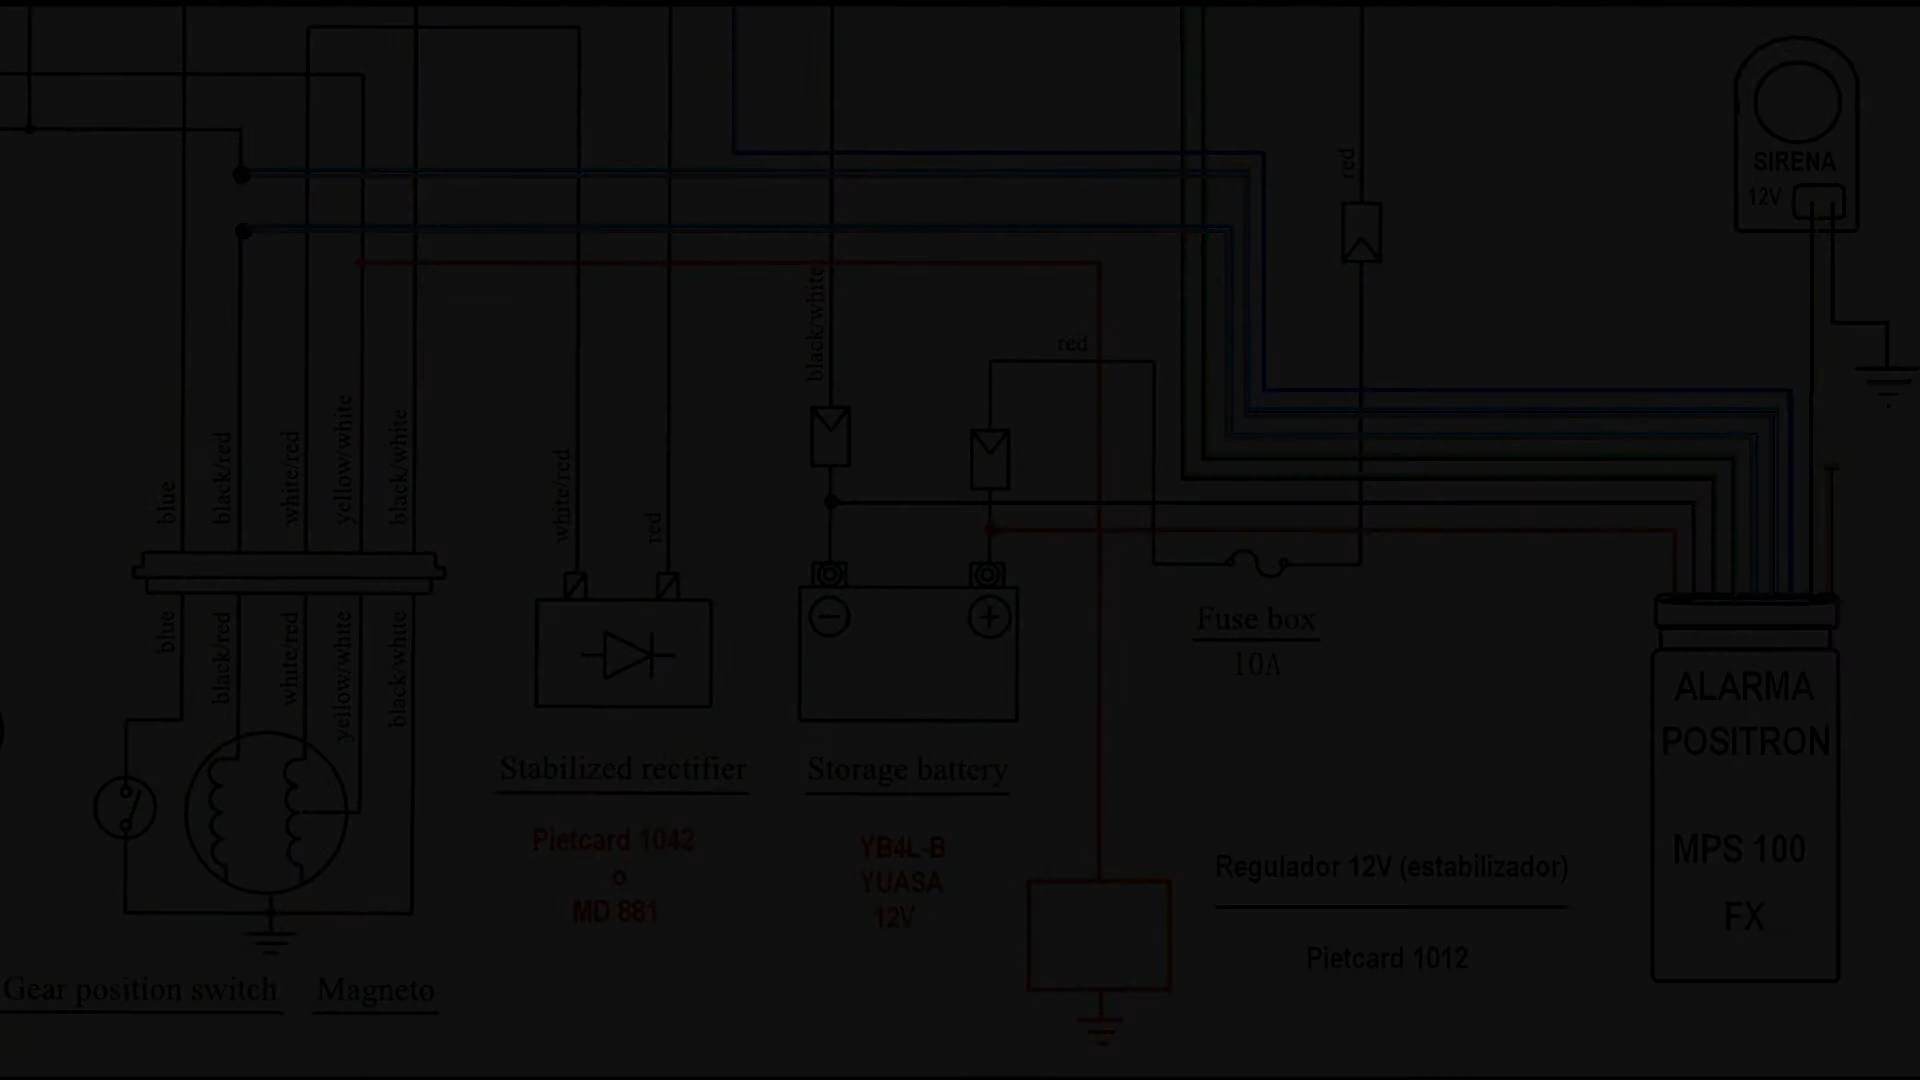 SIRENA
12V
red
black/white
red
blue
black/red
white/red
yellow/white
black/white
white/red
red
blue
black/red
white/red
yellow/white
black/white
Fuse box
10A
ALARMA
POSITRON
MPS 100
FX
Stabilized rectifier
Pietcard 1042
o
MD 881
Storage battery
YB4L-B
YUASA
12V
Regulador 12V (estabilizador)
Pietcard 1012
Gear position switch
Magneto